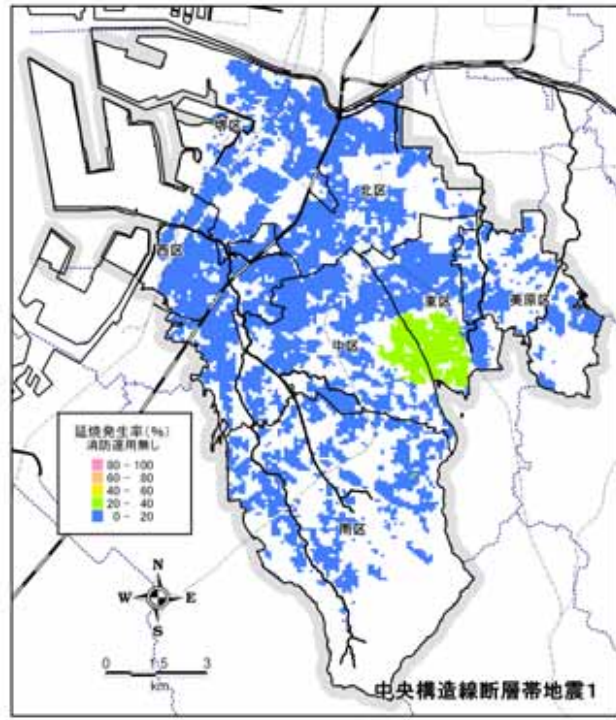 堺区
北区
西区
東区
美原区
中区
南区
延焼発生率(%)
消防運用無し
80 - 100
60 - 80
40 - 60
20 - 40
0 - 20
N
W E
S
0 1.5 3
km
中央構造線断層帯地震1